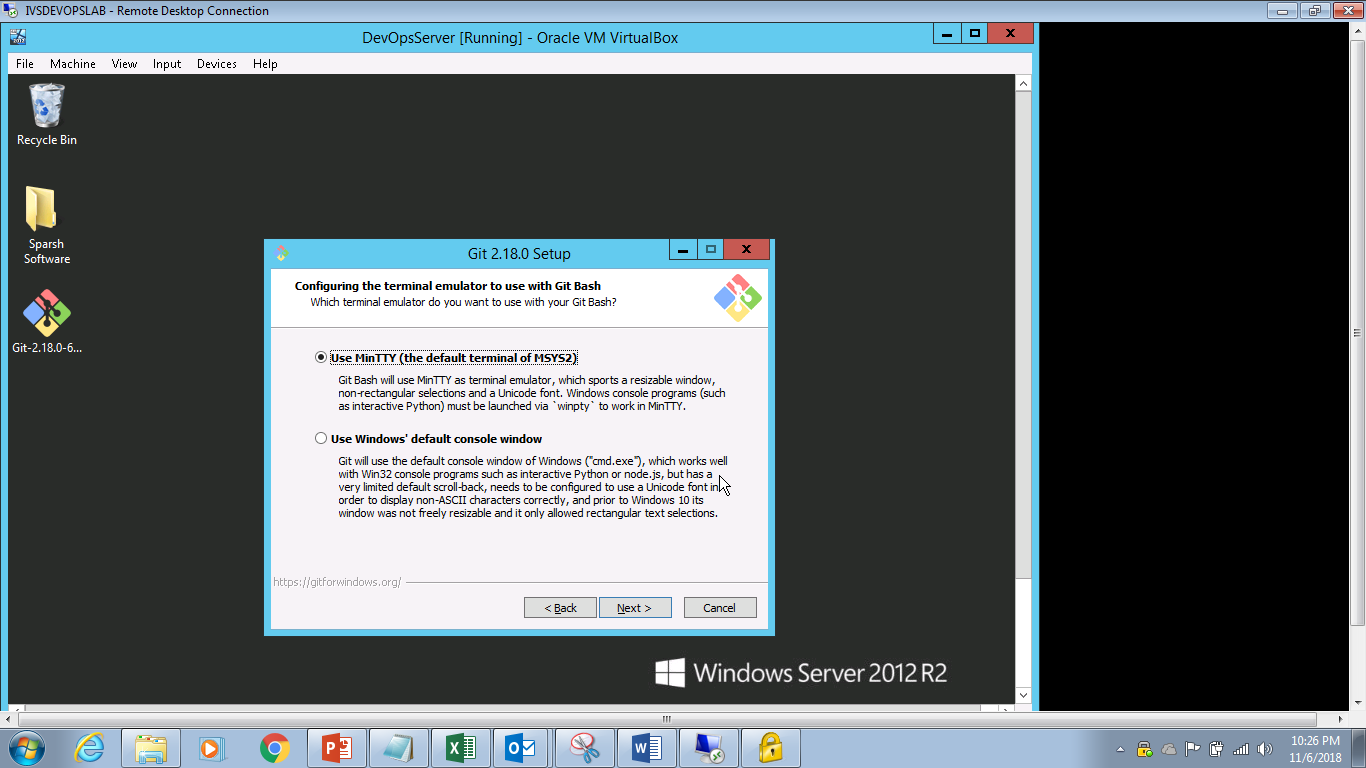 IVSDEVOPSLAB - Remote Desktop Connection
DevOpsServer [Running] - Oracle VM VirtualBox
File Machine View Input Devices Help
Recycle Bin
Sparsh
Software
Git-2.18.0-6...
Git 2.18.0 Setup
Configuring the terminal emulator to use with Git Bash
Which terminal emulator do you want to use with your Git Bash?
Use MinTTY (the default terminal of MSYS2)
Git Bash will use MinTTY as terminal emulator, which sports a resizable window,
non-rectangular selections and a Unicode font. Windows console programs (such
as interactive Python) must be launched via `winpty` to work in MinTTY.
Use Windows' default console window
Git will use the default console window of Windows ("cmd.exe"), which works well
with Win32 console programs such as interactive Python or node.js, but has a
very limited default scroll-back, needs to be configured to use a Unicode font in
order to display non-ASCII characters correctly, and prior to Windows 10 its
window was not freely resizable and it only allowed rectangular text selections.
https://gitforwindows.org/
< Back Next > Cancel
Windows Server 2012 R2
10:26 PM
11/6/2018